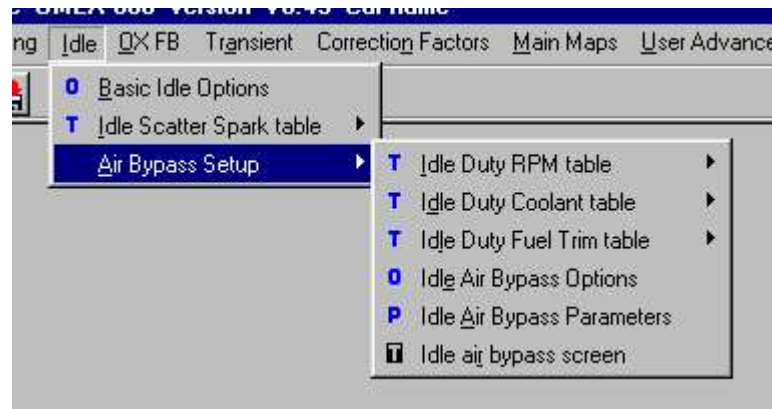 ng Idle OX FB Transient Correction Factors Main Maps User Advance
O Basic Idle Options
T Idle Scatter Spark table
Air Bypass Setup
T Idle Duty RPM table
T Idle Duty Coolant table
T Idle Duty Fuel Trim table
O Idle Air Bypass Options
P Idle Air Bypass Parameters
T Idle air bypass screen